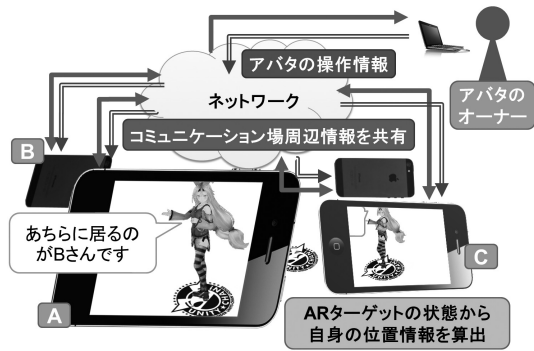 アバタの操作情報
ネットワーク
アバタの
オーナー
コミュニケーション場周辺情報を共有
B
あちらに居るの
がBさんです
C
A
ARターゲットの状態から
自身の位置情報を算出